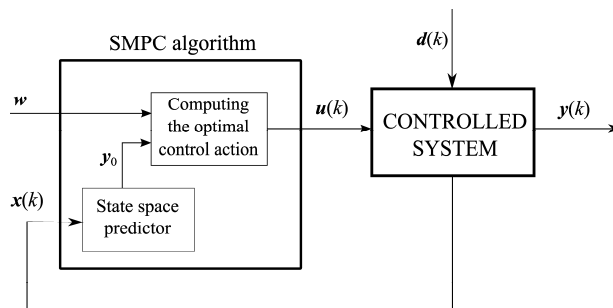 SMPC algorithm
d(k)
w
Computing
the optimal
control action
u(k)
CONTROLLED
SYSTEM
y(k)
y₀
x(k)
State space
predictor